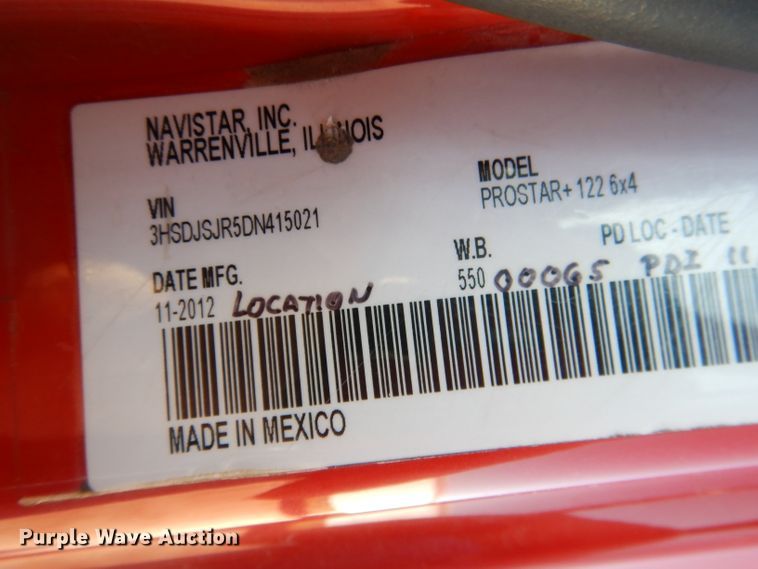 NAVISTAR, INC.
WARRENVILLE, ILLINOIS
VIN
3HSDJSJR5DN415021
MODEL
PROSTAR+ 122 6x4
DATE MFG.
11-2012 LOCATION
W.B.
550 00065 PDI 11
PD LOC - DATE
MADE IN MEXICO
Purple Wave Auction